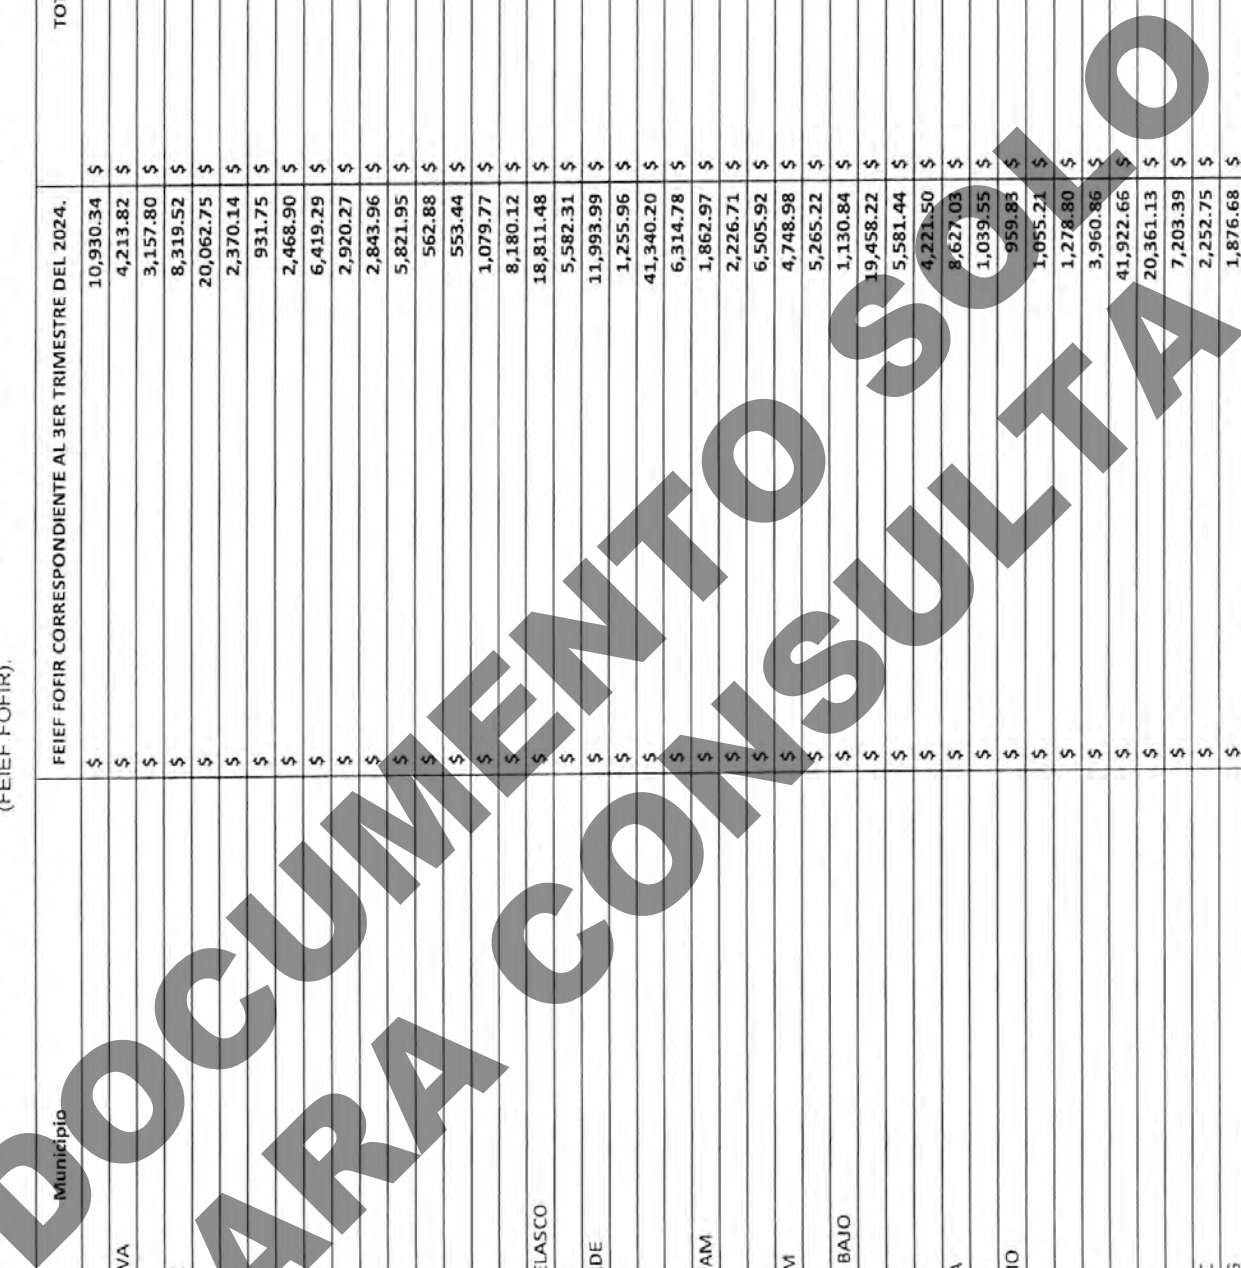 (FEIEF FOFIR).
Municipio FEIEF FOFIR CORRESPONDIENTE AL 3ER TRIMESTRE DEL 2024.
$ 10,930.34 $
$ 4,213.82 $
$ 3,157.80 $
$ 8,319.52 $
$ 20,062.75 $
$ 2,370.14 $
$ 931.75 $
$ 2,468.90 $
$ 6,419.29 $
$ 2,920.27 $
$ 2,843.96 $
$ 5,821.95 $
$ 562.88 $
$ 553.44 $
$ 1,079.77 $
$ 8,180.12 $
$ 18,811.48 $
$ 5,582.31 $
$ 11,993.99 $
$ 1,255.96 $
$ 41,340.20 $
$ 6,314.78 $
$ 1,862.97 $
$ 2,226.71 $
$ 6,505.92 $
$ 4,748.98 $
$ 5,265.22 $
BAJO $ 1,130.84 $
$ 19,458.22 $
$ 5,581.44 $
$ 4,221.50 $
$ 8,627.03 $
$ 1,039.55 $
$ 959.83 $
$ 1,055.21 $
$ 1,278.80 $
$ 3,960.86 $
$ 41,922.66 $
$ 20,361.13 $
$ 7,203.39 $
$ 2,252.75 $
$ 1,876.68 $
DOCUMENTO SOLO
ARA CONSULTA